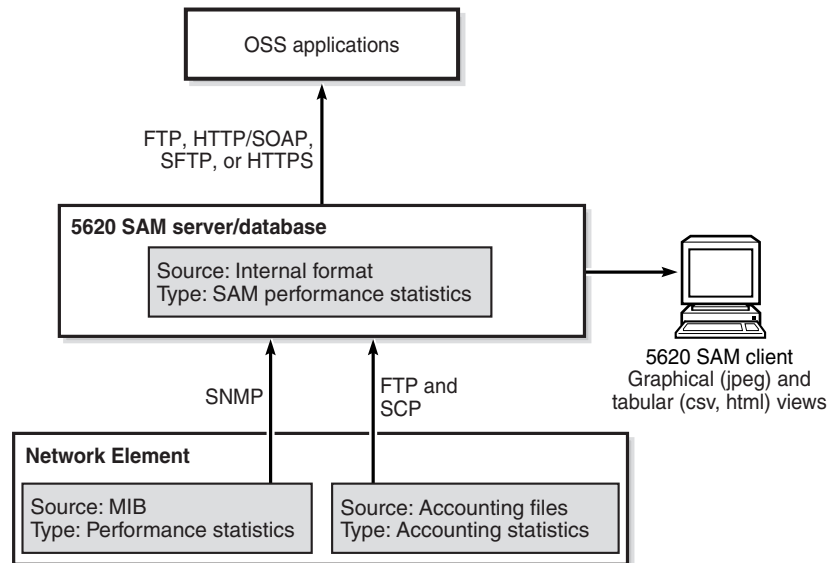 OSS applications
FTP, HTTP/SOAP,
SFTP, or HTTPS
5620 SAM server/database
Source: Internal format
Type: SAM performance statistics
5620 SAM client
Graphical (jpeg) and
tabular (csv, html) views
SNMP
FTP and
SCP
Network Element
Source: MIB
Type: Performance statistics
Source: Accounting files
Type: Accounting statistics